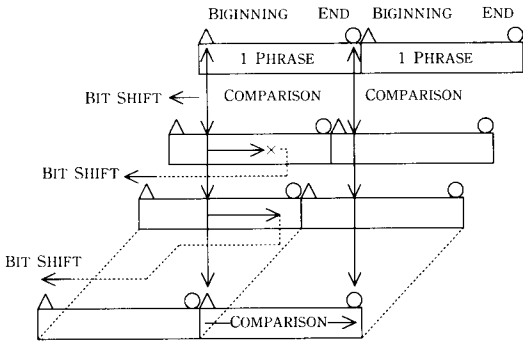 BIGINNING END BIGINNING END
1 PHRASE 1 PHRASE
BIT SHIFT COMPARISON COMPARISON
BIT SHIFT
BIT SHIFT
COMPARISON